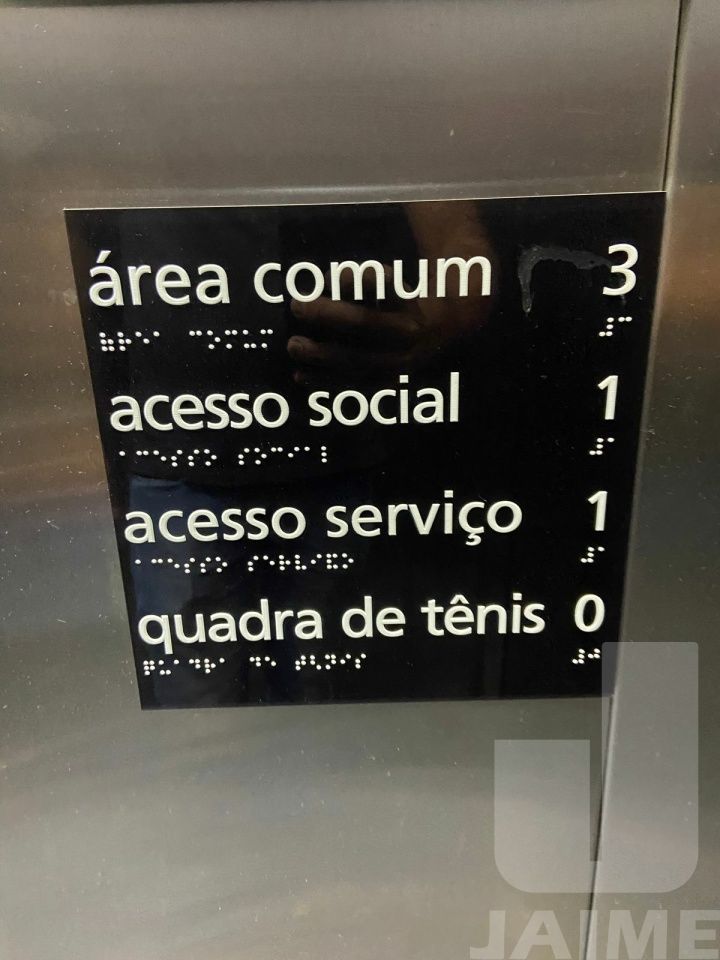 área comum 3
⠷⠗⠑⠁ ⠉⠕⠍⠥⠍ ⠼⠉
acesso social 1
⠁⠉⠑⠎⠎⠕ ⠎⠕⠉⠊⠁⠇ ⠼⠁
acesso serviço 1
⠁⠉⠑⠎⠎⠕ ⠎⠑⠗⠧⠊⠯⠕ ⠼⠁
quadra de tênis 0
⠟⠥⠁⠙⠗⠁ ⠙⠑ ⠞⠣⠝⠊⠎ ⠼⠚
JAIME